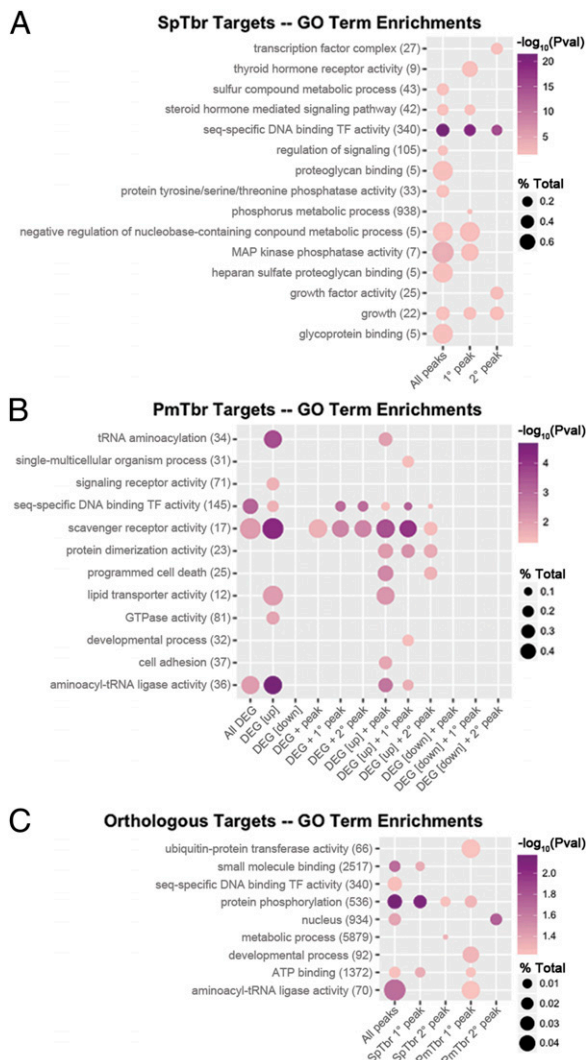 A
SpTbr Targets -- GO Term Enrichments
transcription factor complex (27)
thyroid hormone receptor activity (9)
sulfur compound metabolic process (43)
steroid hormone mediated signaling pathway (42)
seq-specific DNA binding TF activity (340)
regulation of signaling (105)
proteoglycan binding (5)
protein tyrosine/serine/threonine phosphatase activity (33)
phosphorus metabolic process (938)
negative regulation of nucleobase-containing conpound metabolic process (5)
MAP kinase phosphatase activity (7)
heparan sulfate proteoglycan binding (5)
growth factor activity (25)
growth (22)
glycoprotein binding (5)
All peaks
1° peak
2° peak
-log10(Pval)
20
15
10
5
% Total
0.2
0.4
0.6
B
PmTbr Targets -- GO Term Enrichments
tRNA aminoacylation (34)
single-multicellular organism process (31)
signaling receptor activity (71)
seq-specific DNA binding TF activity (145)
scavenger receptor activity (17)
protein dimerization activity (23)
programmed cell death (25)
lipid transporter activity (12)
GTPase activity (81)
developmental process (32)
cell adhesion (37)
aminoacyl-tRNA ligase activity (36)
All DEG
DEG [up]
DEG [down]
DEG + peak
DEG + 1° peak
DEG + 2° peak
DEG [up] + peak
DEG [up] + 1° peak
DEG [up] + 2° peak
DEG [down] + peak
DEG [down] + 1° peak
DEG [down] + 2° peak
-log10(Pval)
4
3
2
% Total
0.1
0.2
0.3
0.4
C
Orthologous Targets -- GO Term Enrichments
ubiquitin-protein transferase activity (66)
small molecule binding (2517)
seq-specific DNA binding TF activity (340)
protein phosphorylation (536)
nucleus (934)
metabolic process (5879)
developmental process (92)
ATP binding (1372)
aminoacyl-tRNA ligase activity (70)
All peaks
SpTbr 1° peak
SpTbr 2° peak
PmTbr 1° peak
PmTbr 2° peak
-log10(Pval)
2.0
1.8
1.6
1.4
% Total
0.01
0.02
0.03
0.04